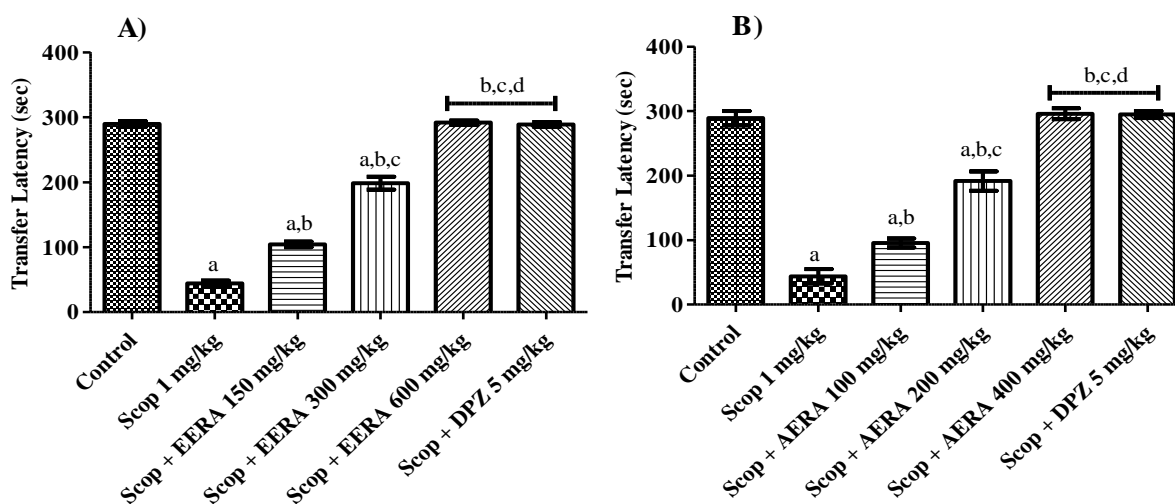 A)
Transfer Latency (sec)
400
300
200
100
0
a
a,b
a,b,c
b,c,d
Control
Scop 1 mg/kg
Scop + EERA 150 mg/kg
Scop + EERA 300 mg/kg
Scop + EERA 600 mg/kg
Scop + DPZ 5 mg/kg
B)
Transfer Latency (sec)
400
300
200
100
0
a
a,b
a,b,c
b,c,d
Control
Scop 1 mg/kg
Scop + AERA 100 mg/kg
Scop + AERA 200 mg/kg
Scop + AERA 400 mg/kg
Scop + DPZ 5 mg/kg